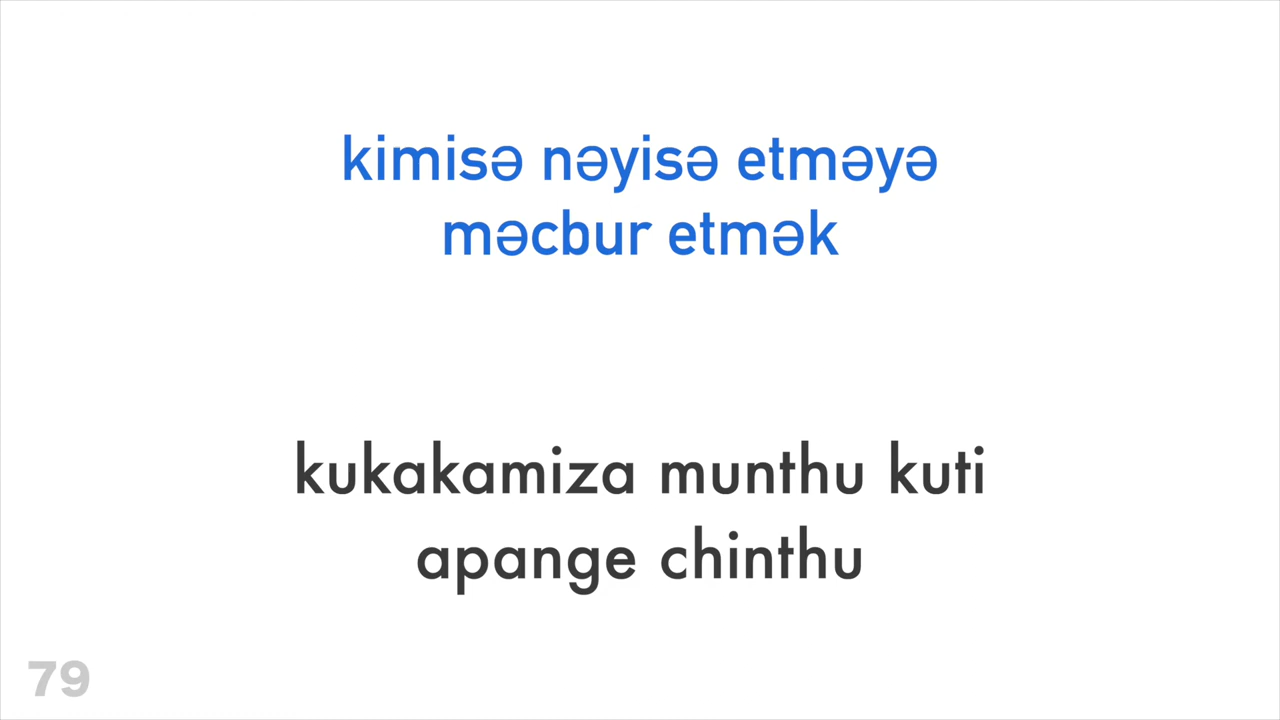 kimisə nəyisə etməyə
məcbur etmək
kukakamiza munthu kuti
apange chinthu
79